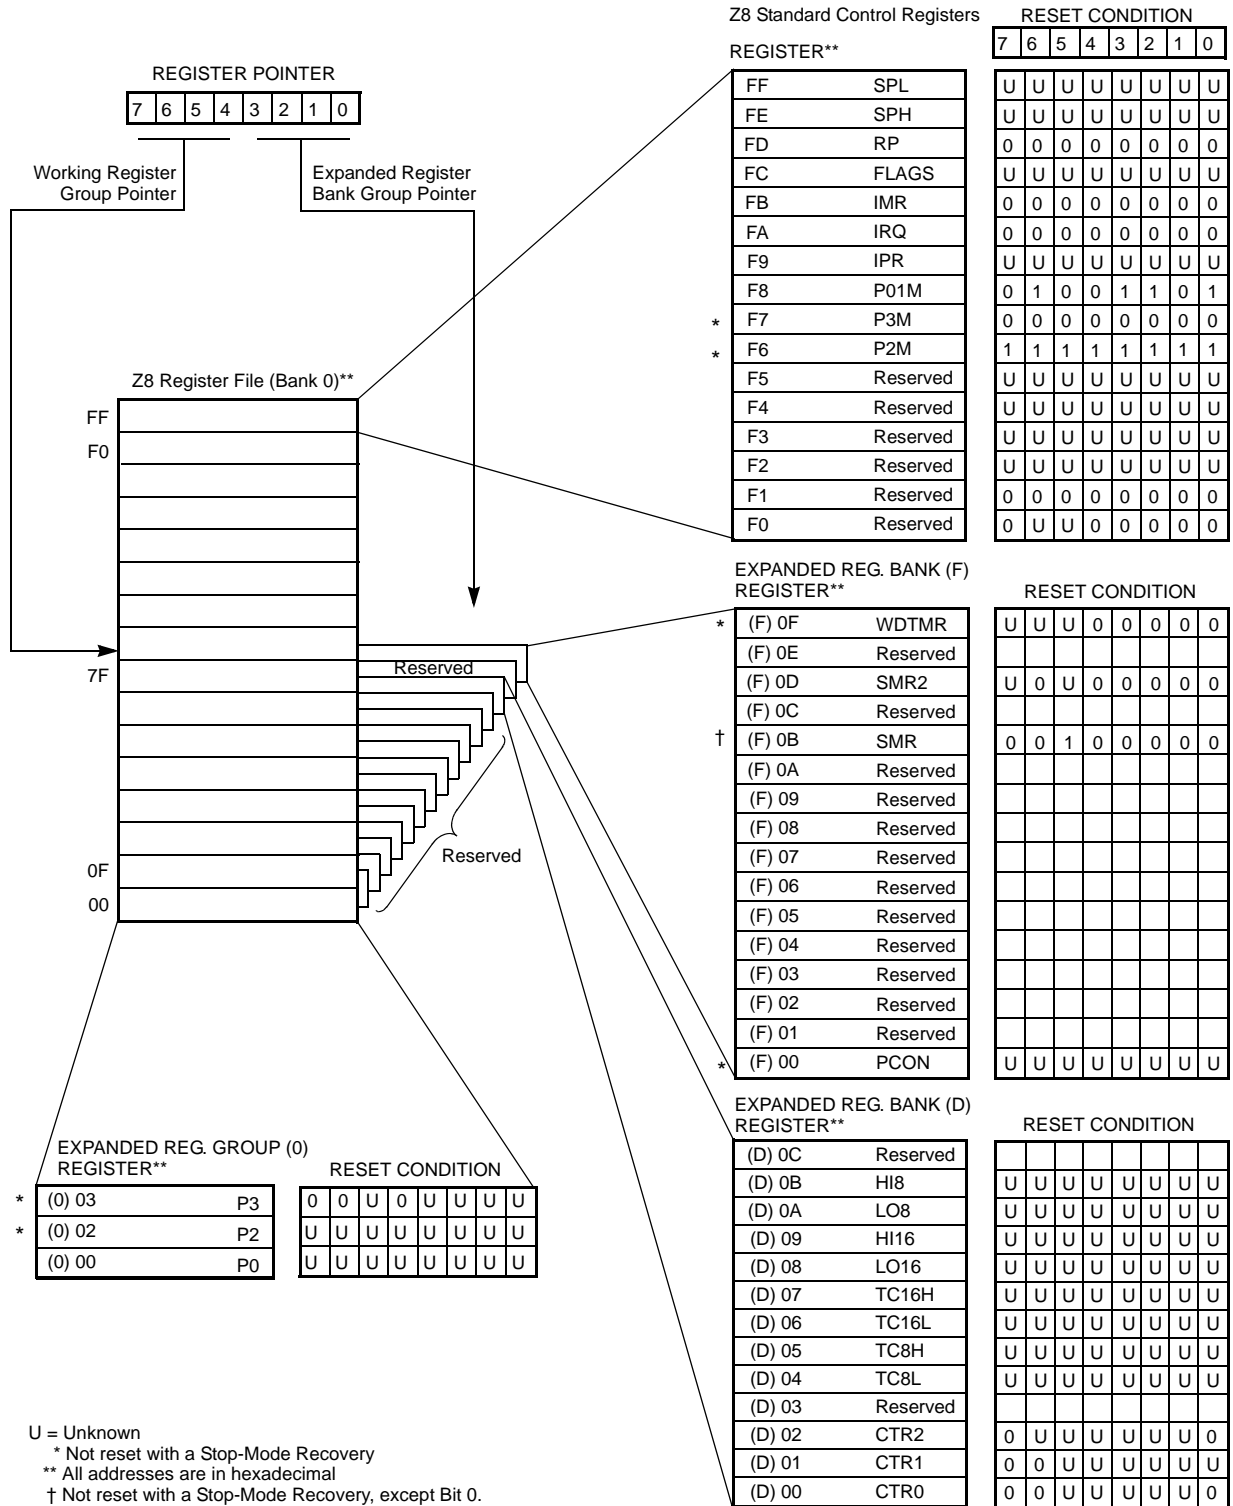 REGISTER POINTER
7 6 5 4 3 2 1 0
Working Register
Group Pointer
Expanded Register
Bank Group Pointer
Z8 Register File (Bank 0)**
FF
F0
7F
0F
00
Reserved
Reserved
Z8 Standard Control Registers
RESET CONDITION
REGISTER**
7 6 5 4 3 2 1 0
FF SPL U U U U U U U U
FE SPH U U U U U U U U
FD RP 0 0 0 0 0 0 0 0
FC FLAGS U U U U U U U U
FB IMR 0 0 0 0 0 0 0 0
FA IRQ 0 0 0 0 0 0 0 0
F9 IPR U U U U U U U U
F8 P01M 0 1 0 0 1 1 0 1
* F7 P3M 0 0 0 0 0 0 0 0
* F6 P2M 1 1 1 1 1 1 1 1
F5 Reserved U U U U U U U U
F4 Reserved U U U U U U U U
F3 Reserved U U U U U U U U
F2 Reserved U U U U U U U U
F1 Reserved 0 0 0 0 0 0 0 0
F0 Reserved 0 U U 0 0 0 0 0
EXPANDED REG. BANK (F)
REGISTER**
RESET CONDITION
* (F) 0F WDTMR U U U 0 0 0 0 0
(F) 0E Reserved
(F) 0D SMR2 U 0 U 0 0 0 0 0
(F) 0C Reserved
† (F) 0B SMR 0 0 1 0 0 0 0 0
(F) 0A Reserved
(F) 09 Reserved
(F) 08 Reserved
(F) 07 Reserved
(F) 06 Reserved
(F) 05 Reserved
(F) 04 Reserved
(F) 03 Reserved
(F) 02 Reserved
(F) 01 Reserved
* (F) 00 PCON U U U U U U U U
EXPANDED REG. BANK (D)
REGISTER**
RESET CONDITION
(D) 0C Reserved
(D) 0B HI8 U U U U U U U U
(D) 0A LO8 U U U U U U U U
(D) 09 HI16 U U U U U U U U
(D) 08 LO16 U U U U U U U U
(D) 07 TC16H U U U U U U U U
(D) 06 TC16L U U U U U U U U
(D) 05 TC8H U U U U U U U U
(D) 04 TC8L U U U U U U U U
(D) 03 Reserved
(D) 02 CTR2 0 U U U U U U 0
(D) 01 CTR1 0 0 U U U U U U
(D) 00 CTR0 0 0 U U U U U 0
EXPANDED REG. GROUP (0)
REGISTER**
RESET CONDITION
* (0) 03 P3 0 0 U 0 U U U U
* (0) 02 P2 U U U U U U U U
(0) 00 P0 U U U U U U U U
U = Unknown
* Not reset with a Stop-Mode Recovery
** All addresses are in hexadecimal
† Not reset with a Stop-Mode Recovery, except Bit 0.